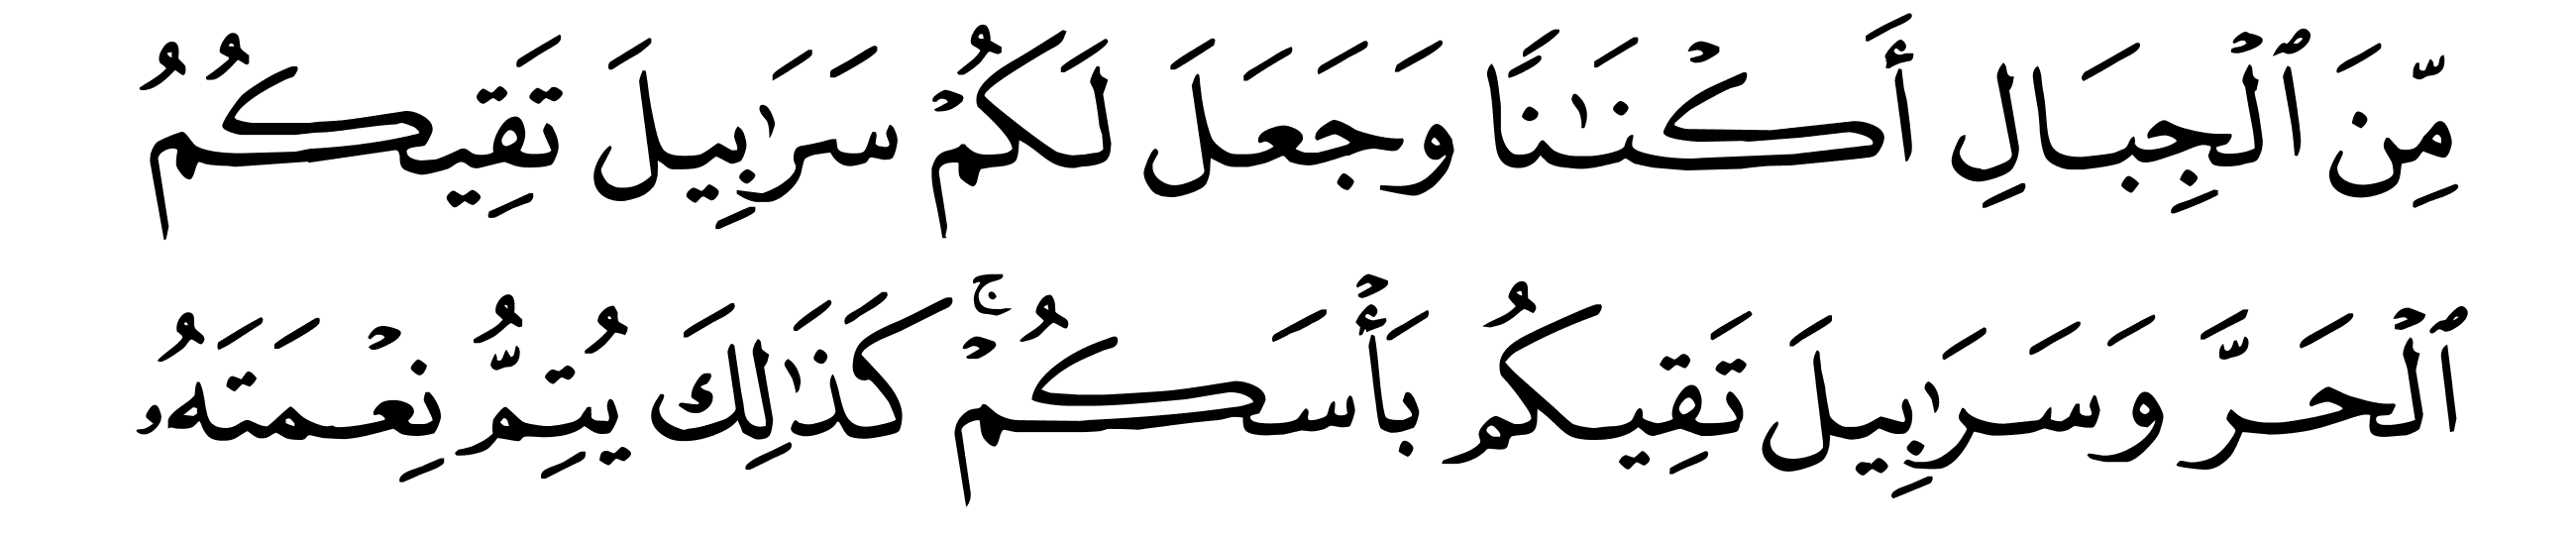 مِّنَ ٱلْجِبَالِ أَكْنَـٰنًا وَجَعَلَ لَكُمْ سَرَٰبِيلَ تَقِيكُمُ
ٱلْحَرَّ وَسَرَٰبِيلَ تَقِيكُم بَأْسَكُمْ ۚ كَذَٰلِكَ يُتِمُّ نِعْمَتَهُۥ